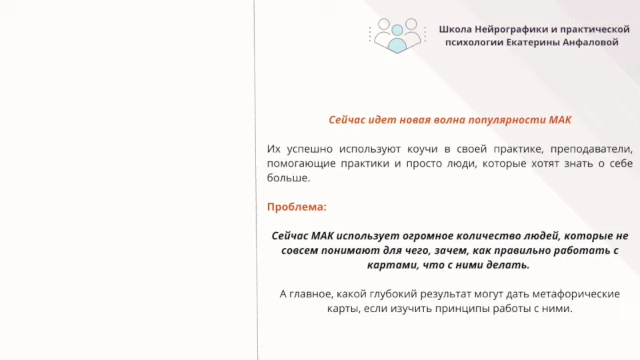 Школа Нейрографики и практической
психологии Екатерины Анфаловой
Сейчас идет новая волна популярности МАК
Их успешно используют коучи в своей практике, преподаватели,
помогающие практики и просто люди, которые хотят знать о себе
больше.
Проблема:
Сейчас МАК использует огромное количество людей, которые не
совсем понимают для чего, зачем, как правильно работать с
картами, что с ними делать.
А главное, какой глубокий результат могут дать метафорические
карты, если изучить принципы работы с ними.